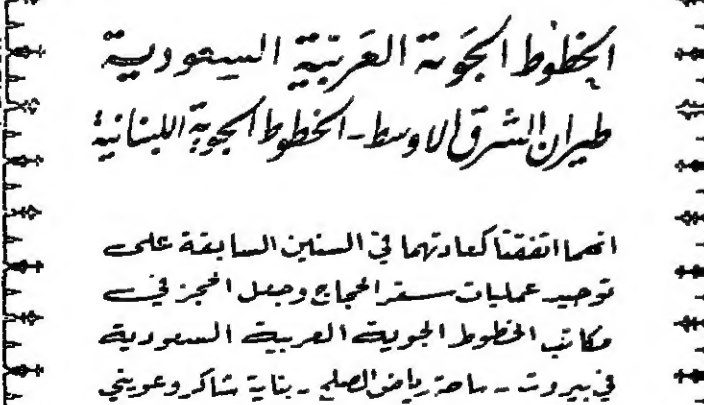 الخطوط الجوية العربية السعودية
طيران الشرق الاوسط - الخطوط الجوية اللبنانية
انهما اتفقتا كعادتهما في السنين السابقة على
توحيد عمليات سفر الحجاج وجعل الحجز في
مكاتب الخطوط الجوية العربية السعودية
في بيروت - ساحة رياض الصلح - بناية شاكر وعويني